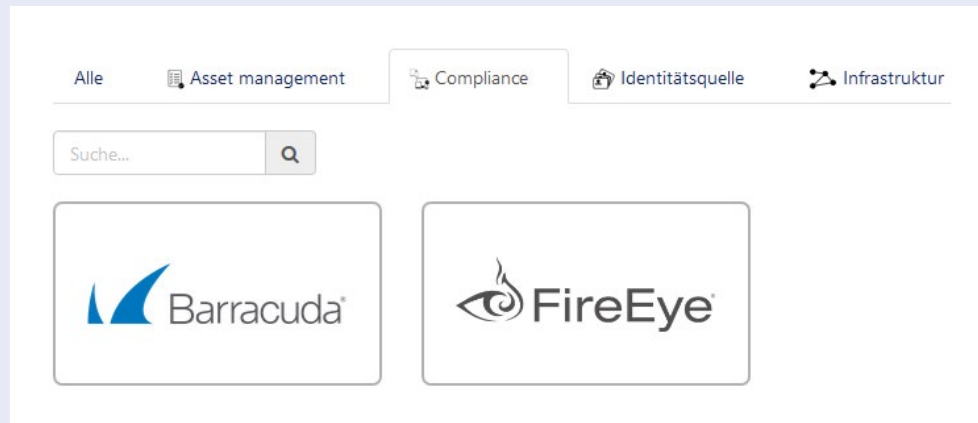 Alle Asset management Compliance Identitätsquelle Infrastruktur
Suche...
Barracuda FireEye